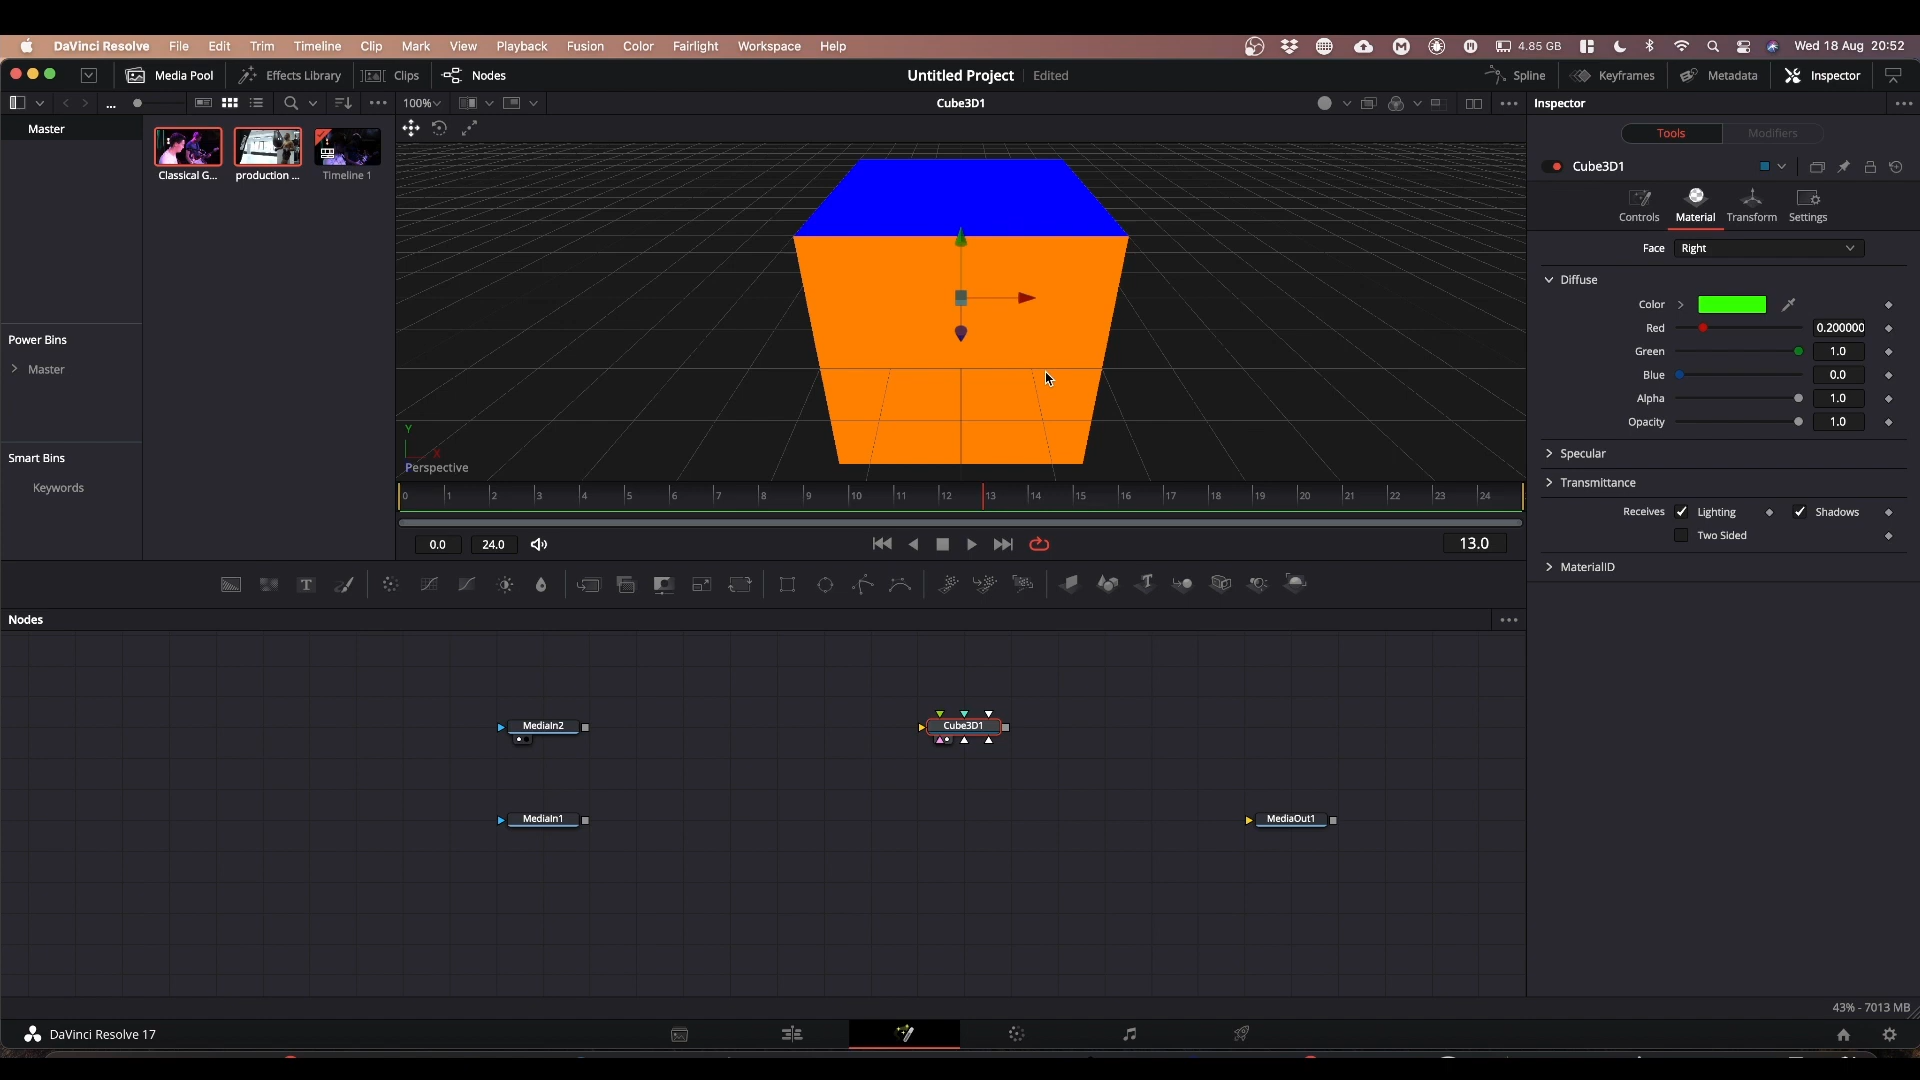 DaVinci Resolve File Edit Trim Timeline Clip Mark View Playback Fusion Color Fairlight Workspace Help 4.85 GB Wed 18 Aug 20:52
Media Pool Effects Library Clips Nodes Untitled Project Edited Spline Keyframes Metadata Inspector
100% Cube3D1 Inspector
Master
Classical G... production ... Timeline 1
Tools Modifiers
Cube3D1
Controls Material Transform Settings
Face Right
Diffuse
Color
Red 0.200000
Green 1.0
Blue 0.0
Alpha 1.0
Opacity 1.0
Specular
Transmittance
Receives Lighting Shadows
Two Sided
MaterialID
Power Bins
Master
Smart Bins
Keywords
Y
X
Perspective
0 1 2 3 4 5 6 7 8 9 10 11 12 13 14 15 16 17 18 19 20 21 22 23 24
0.0 24.0 13.0
Nodes
MediaIn2 Cube3D1
MediaIn1 MediaOut1
43% - 7013 MB
DaVinci Resolve 17